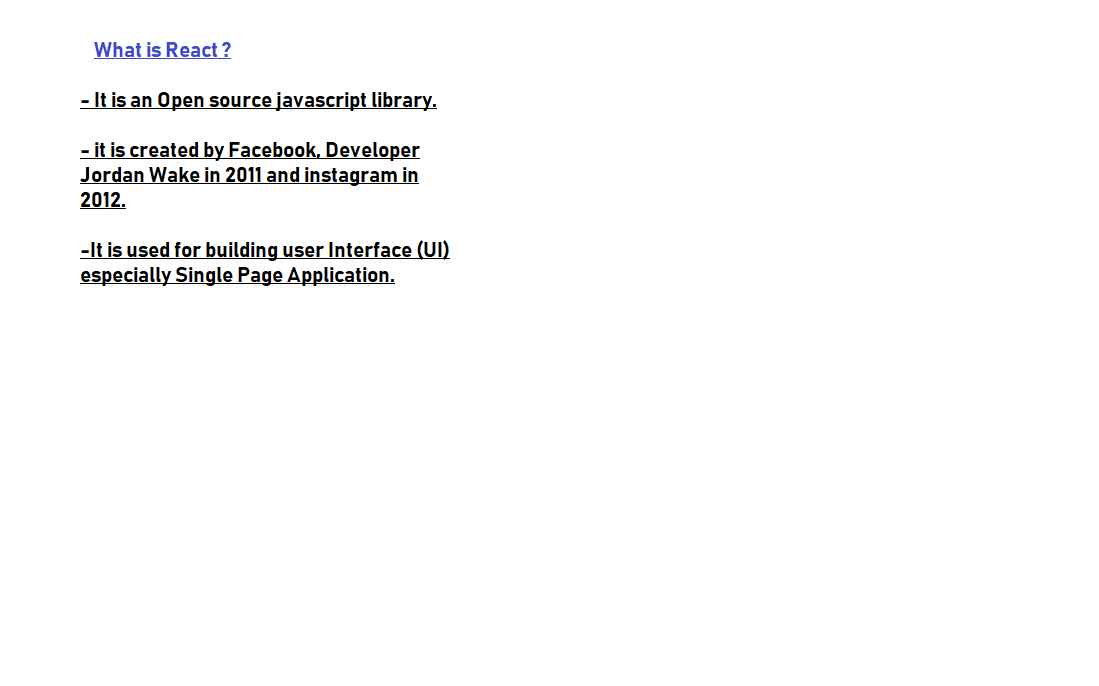 What is React ?
- It is an Open source javascript library.
- it is created by Facebook, Developer
Jordan Wake in 2011 and instagram in
2012.
-It is used for building user Interface (UI)
especially Single Page Application.